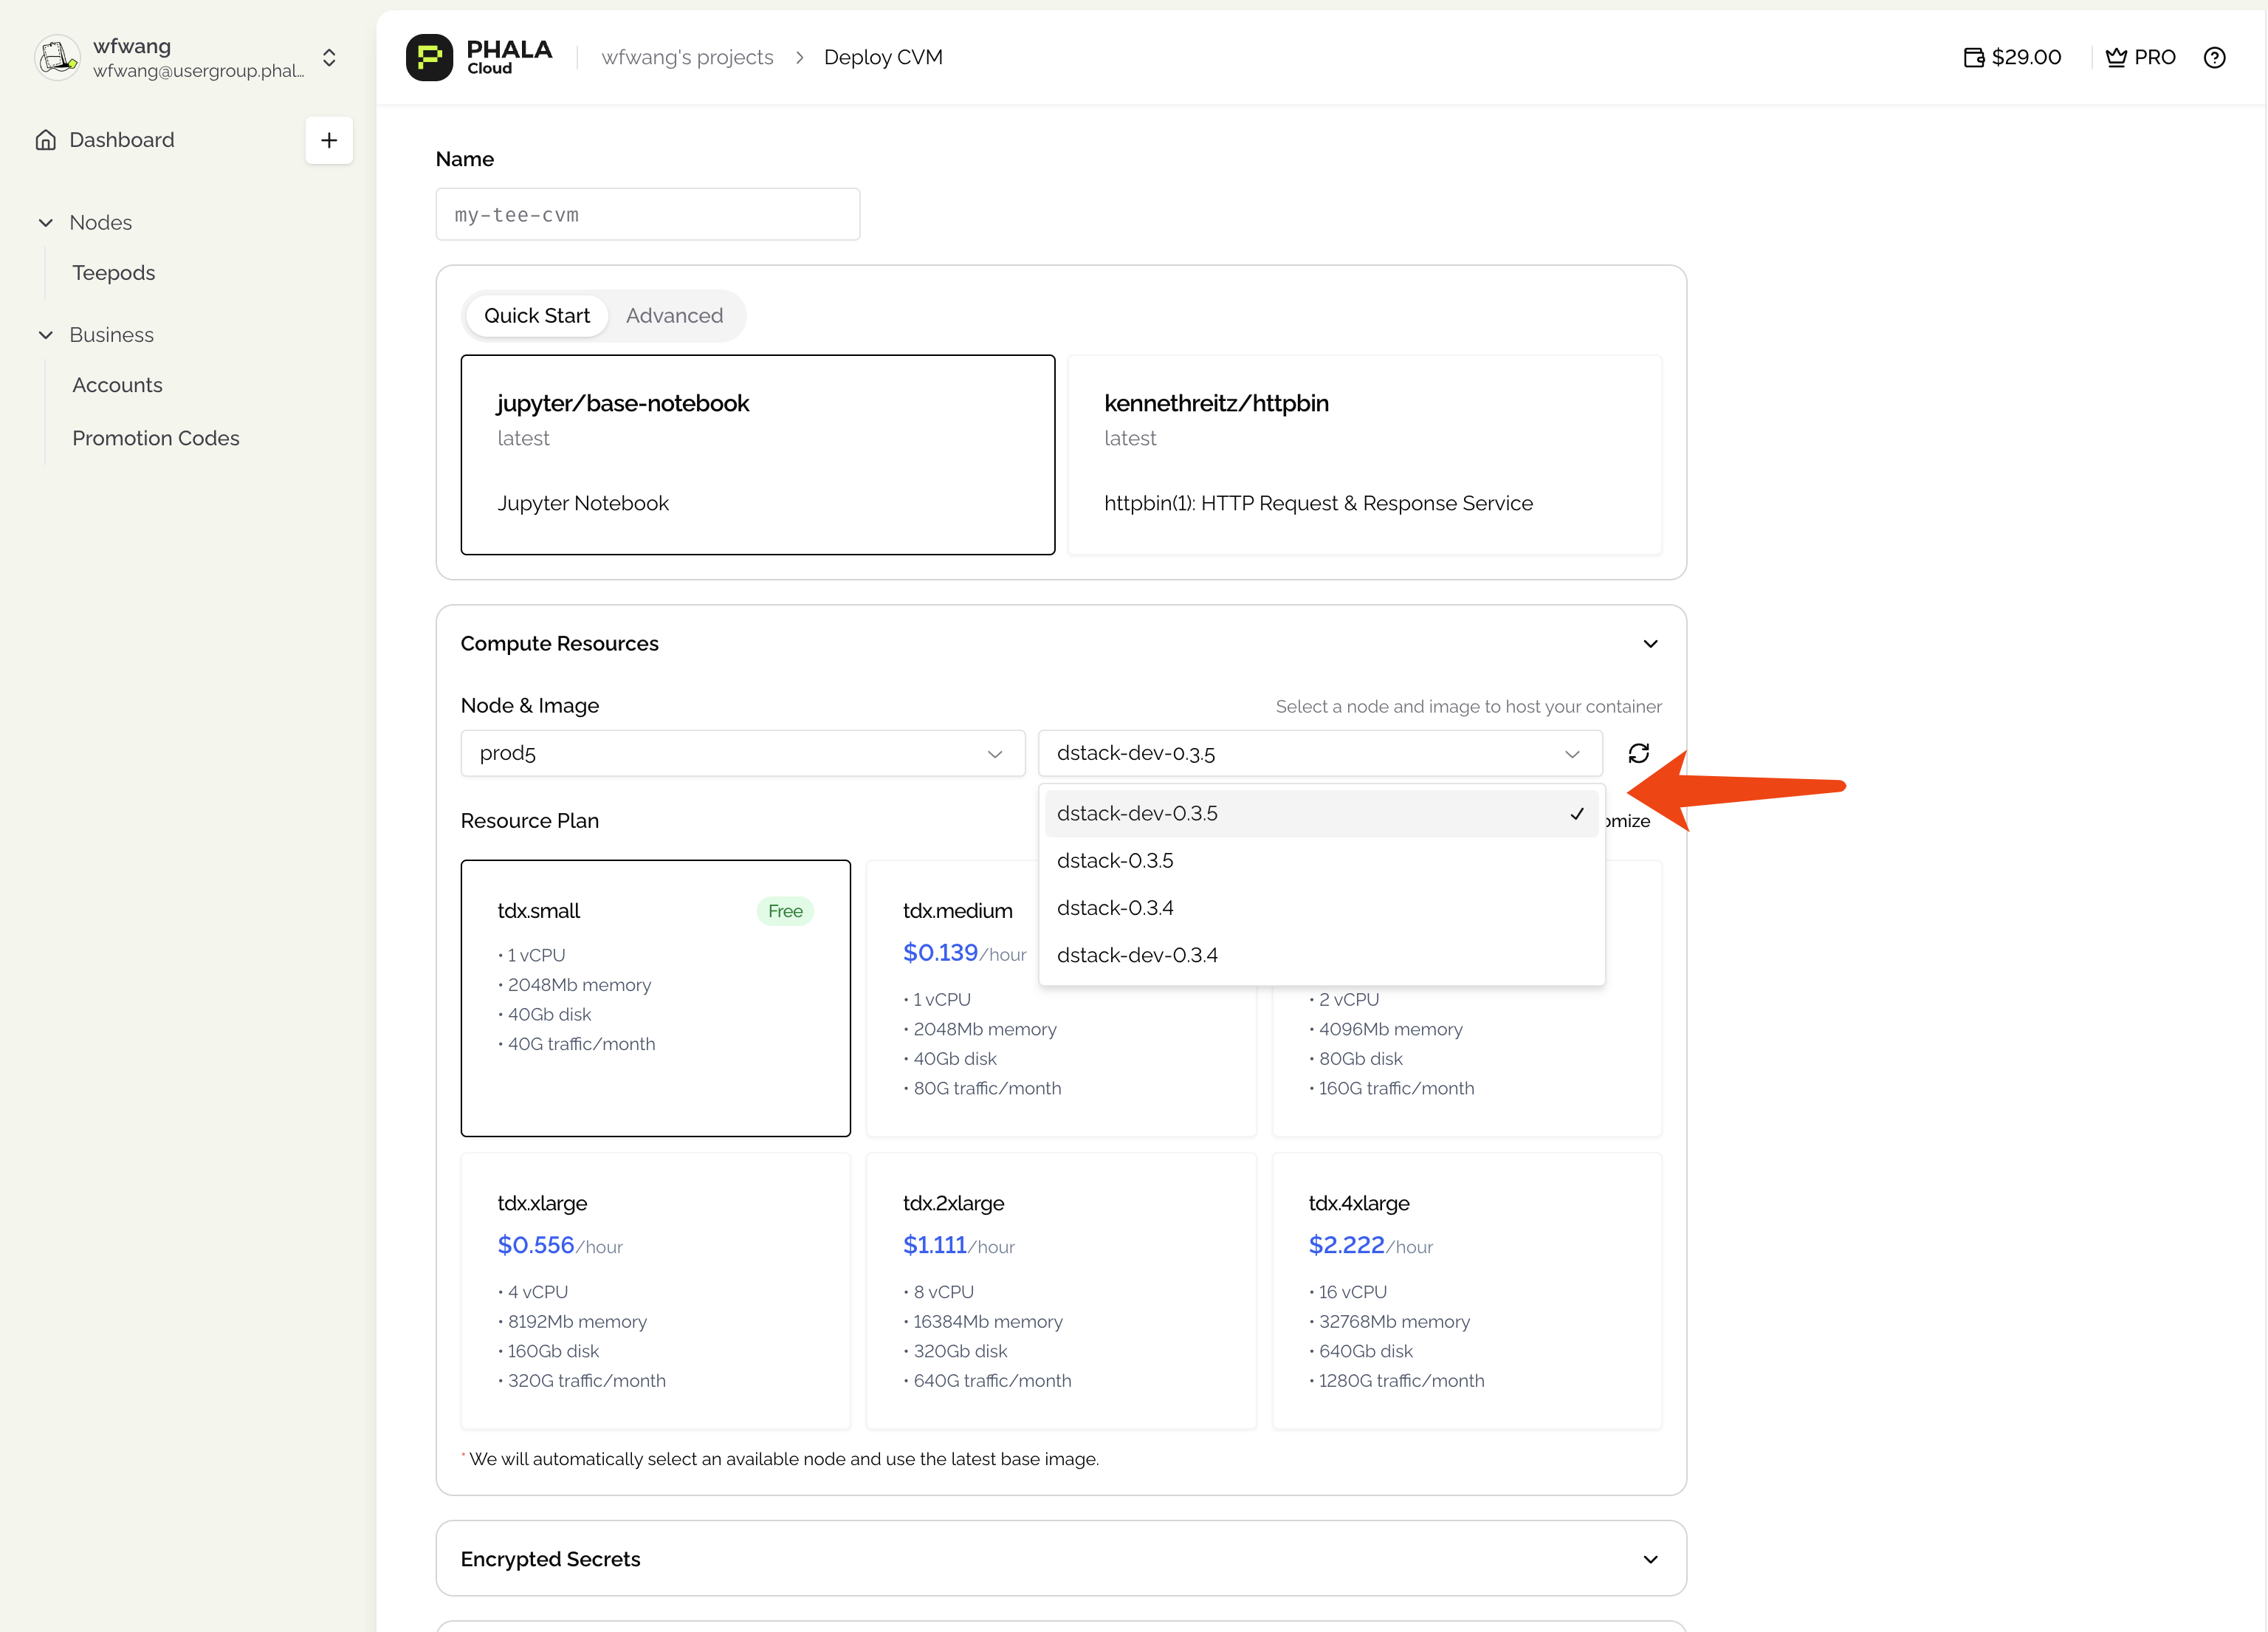 wfwang
wfwang@usergroup.phal...
Dashboard
Nodes
Teepods
Business
Accounts
Promotion Codes
PHALA
Cloud
wfwang's projects > Deploy CVM
$29.00
PRO
Name
my-tee-cvm
Quick Start
Advanced
jupyter/base-notebook
latest
Jupyter Notebook
kennethreitz/httpbin
latest
httpbin(1): HTTP Request & Response Service
Compute Resources
Node & Image
Select a node and image to host your container
prod5
dstack-dev-0.3.5
dstack-dev-0.3.5
dstack-0.3.5
dstack-0.3.4
dstack-dev-0.3.4
Resource Plan
tdx.small
Free
• 1 vCPU
• 2048Mb memory
• 40Gb disk
• 40G traffic/month
tdx.medium
$0.139/hour
• 1 vCPU
• 2048Mb memory
• 40Gb disk
• 80G traffic/month
• 2 vCPU
• 4096Mb memory
• 80Gb disk
• 160G traffic/month
tdx.xlarge
$0.556/hour
• 4 vCPU
• 8192Mb memory
• 160Gb disk
• 320G traffic/month
tdx.2xlarge
$1.111/hour
• 8 vCPU
• 16384Mb memory
• 320Gb disk
• 640G traffic/month
tdx.4xlarge
$2.222/hour
• 16 vCPU
• 32768Mb memory
• 640Gb disk
• 1280G traffic/month
* We will automatically select an available node and use the latest base image.
Encrypted Secrets